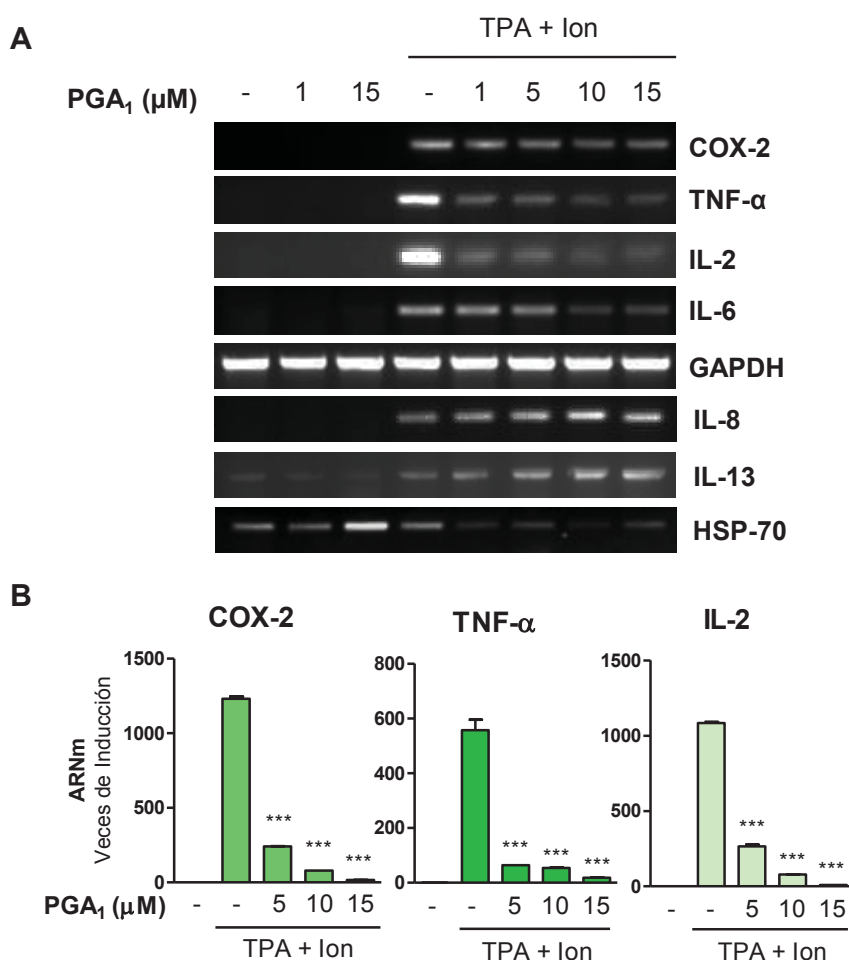 A
TPA + Ion
PGA₁ (µM) - 1 15 - 1 5 10 15
COX-2
TNF-α
IL-2
IL-6
GAPDH
IL-8
IL-13
HSP-70
B
COX-2
ARNm
Veces de Inducción
1500
1000
500
0
***
***
***
PGA₁ (µM) - - 5 10 15
TPA + Ion
TNF-α
800
600
400
200
0
***
***
***
- - 5 10 15
TPA + Ion
IL-2
1500
1000
500
0
***
***
***
- - 5 10 15
TPA + Ion